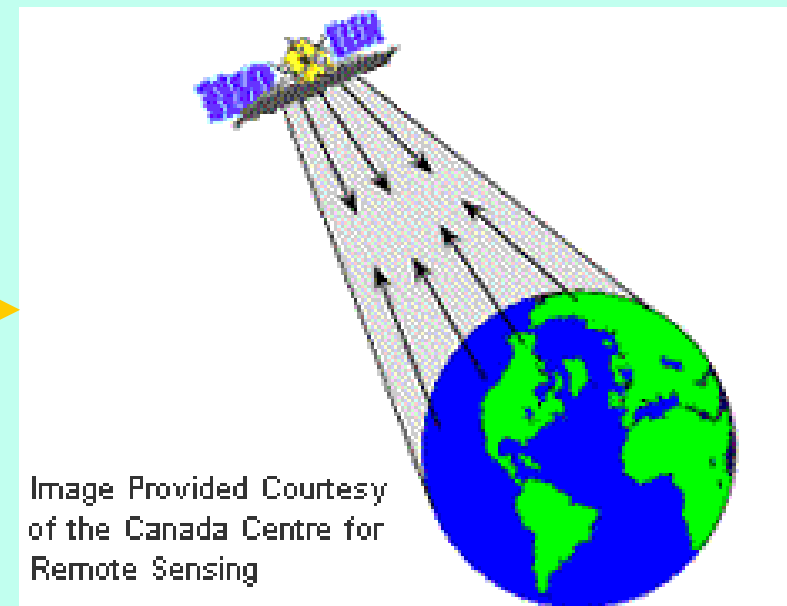 Image Provided Courtesy
of the Canada Centre for
Remote Sensing